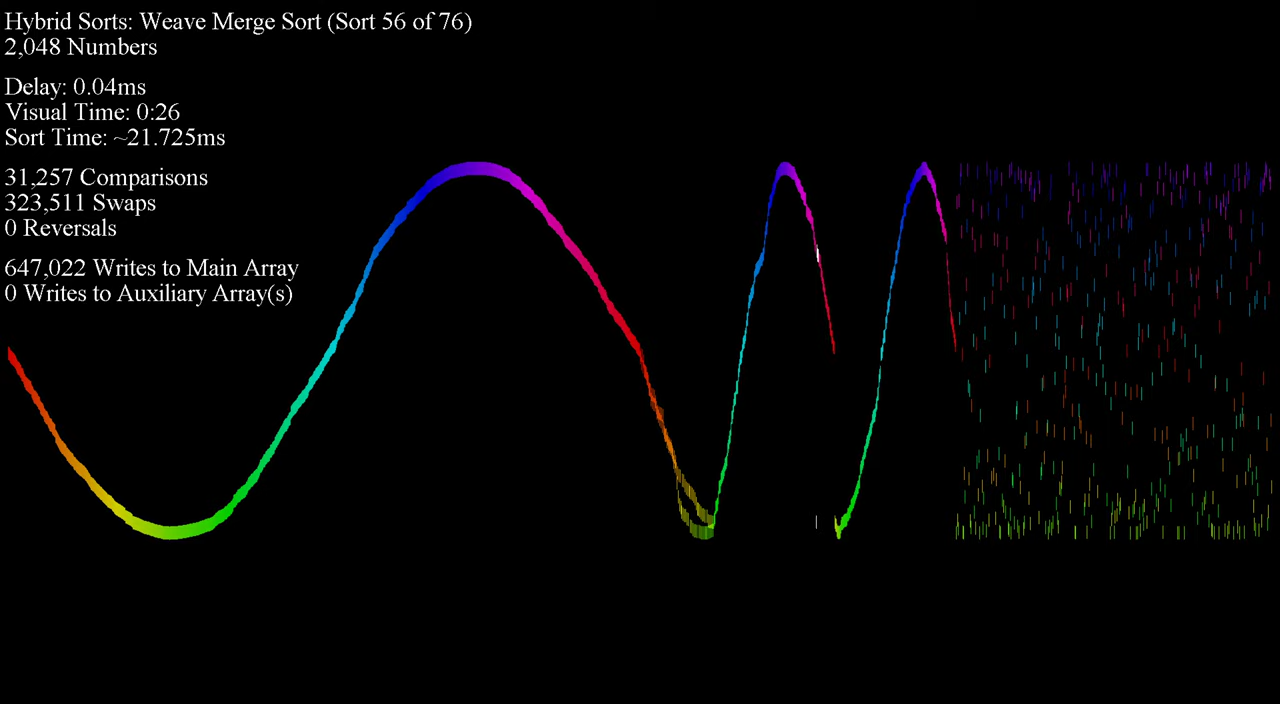 Hybrid Sorts: Weave Merge Sort (Sort 56 of 76)
2,048 Numbers
Delay: 0.04ms
Visual Time: 0:26
Sort Time: ~21.725ms
31,257 Comparisons
323,511 Swaps
0 Reversals
647,022 Writes to Main Array
0 Writes to Auxiliary Array(s)